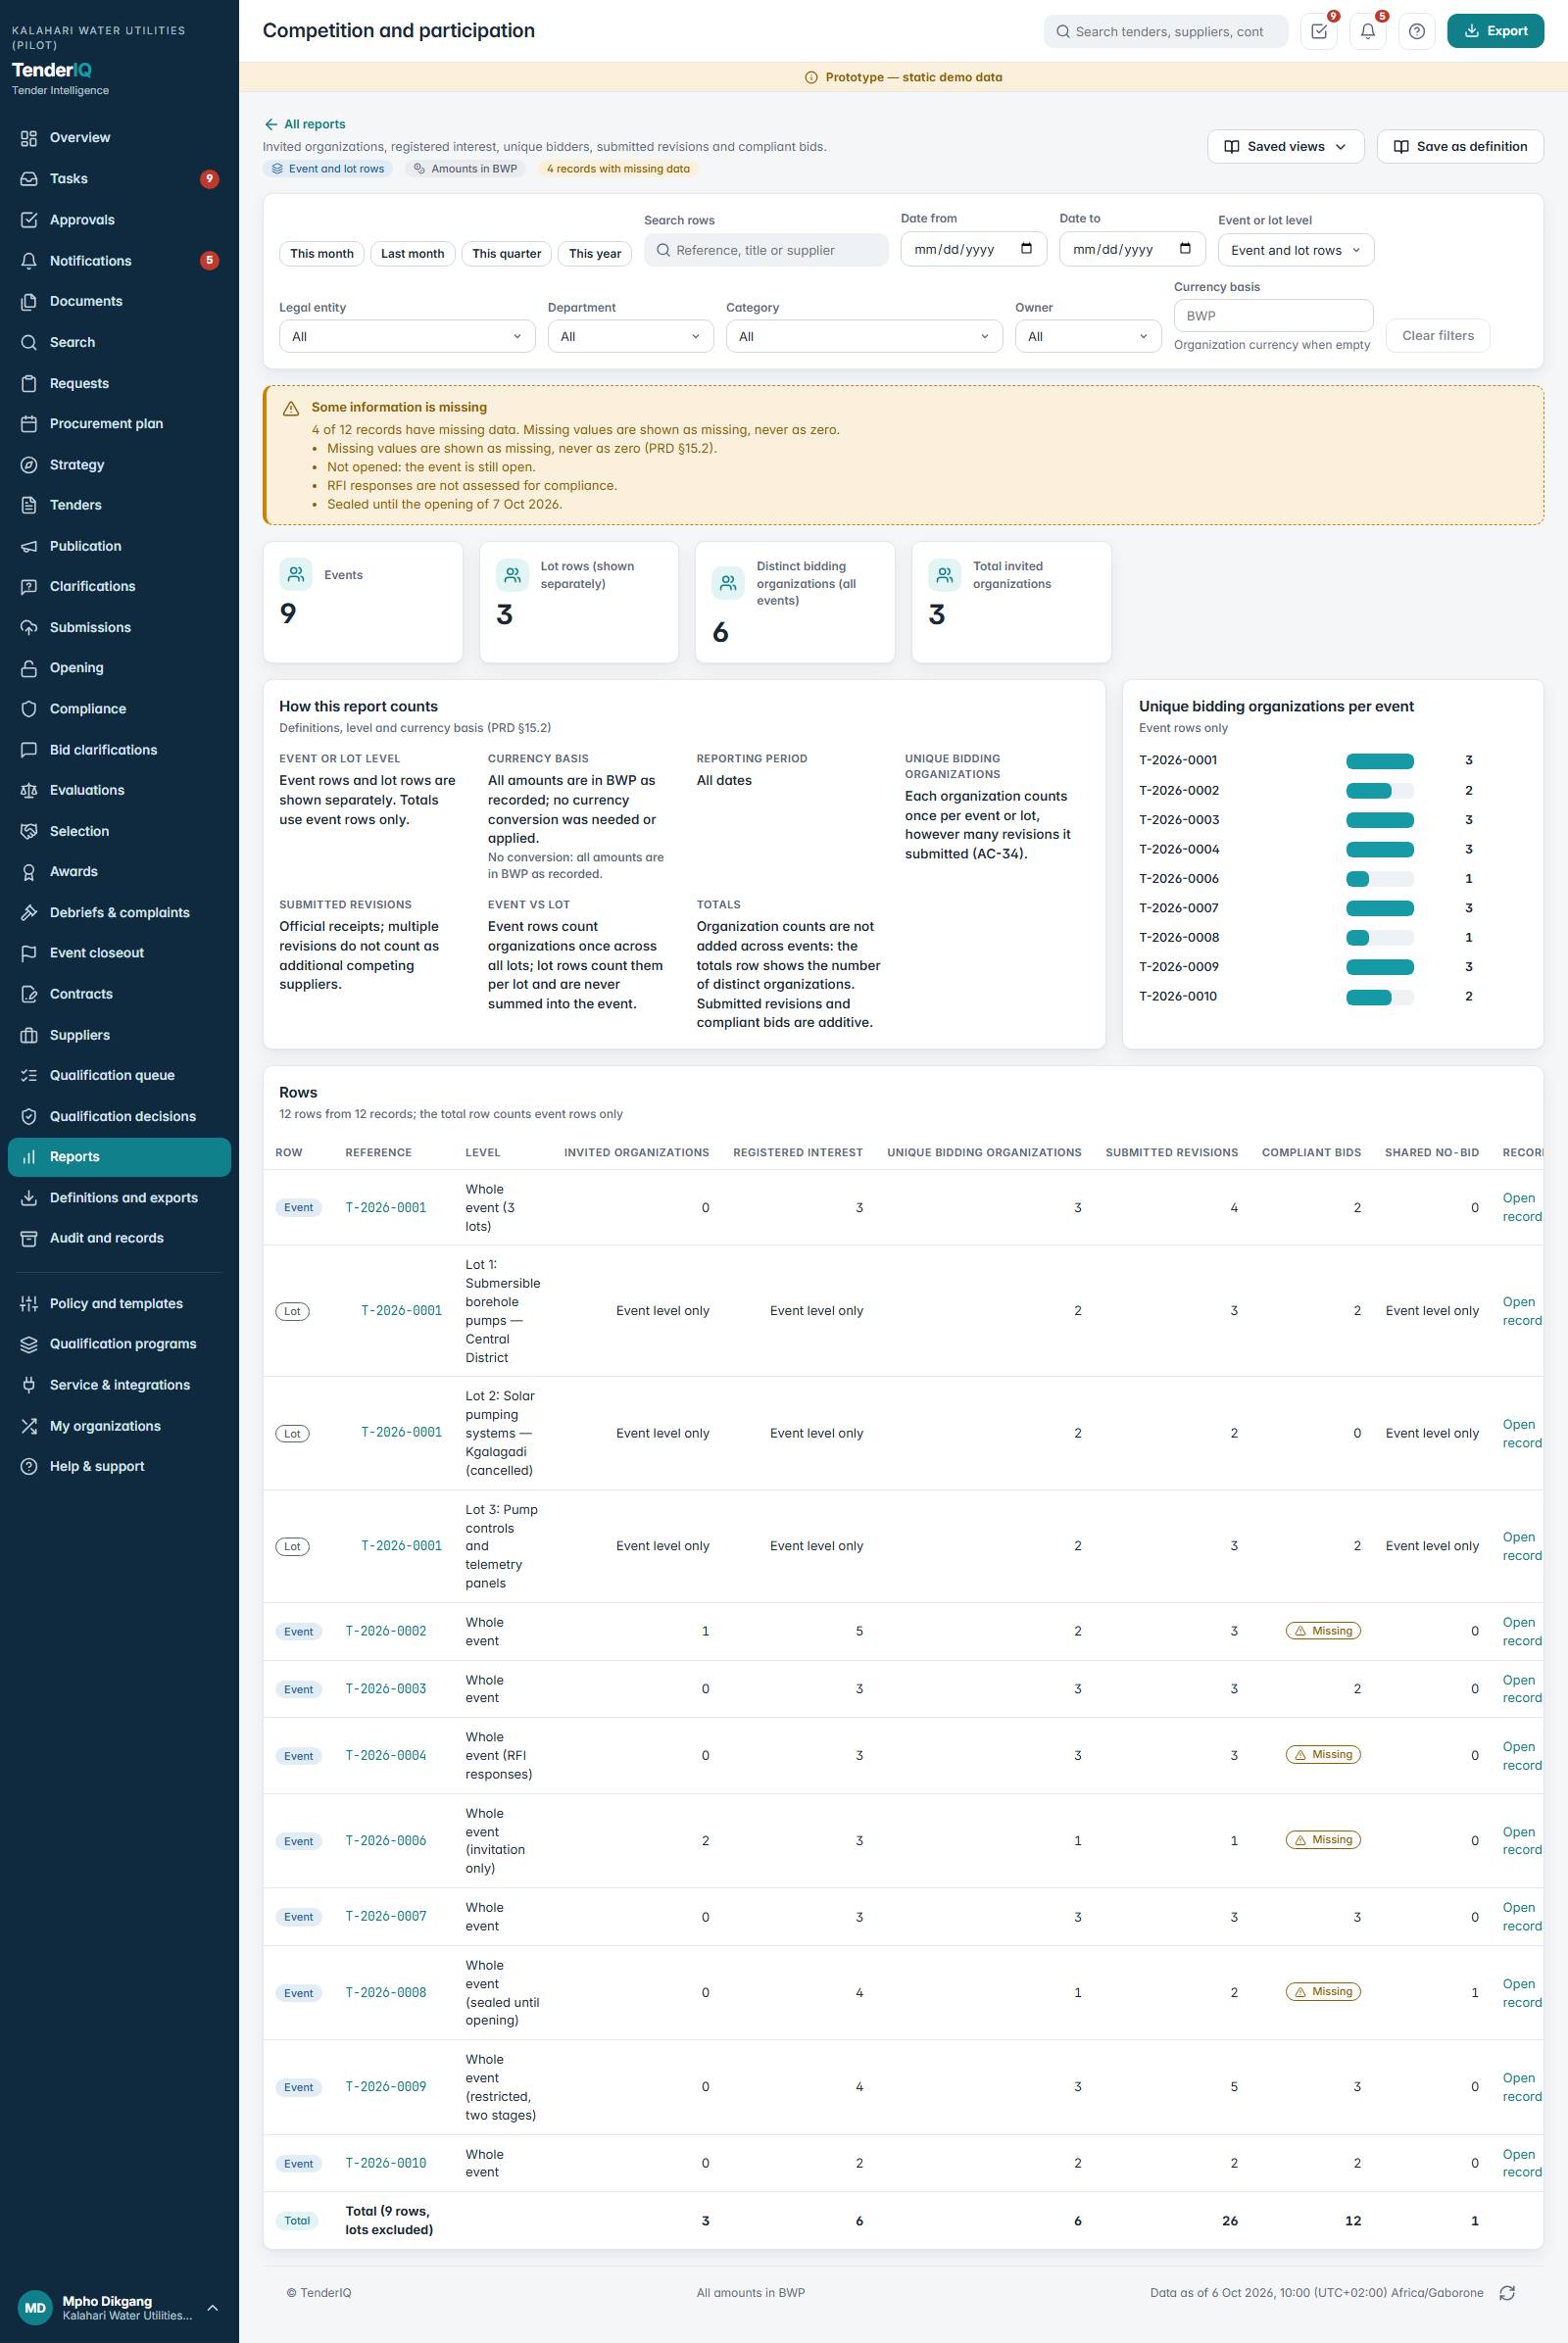 KALAHARI WATER UTILITIES
(PILOT)
TenderIQ
Tender Intelligence
Overview
Tasks 9
Approvals
Notifications 5
Documents
Search
Requests
Procurement plan
Strategy
Tenders
Publication
Clarifications
Submissions
Opening
Compliance
Bid clarifications
Evaluations
Selection
Awards
Debriefs & complaints
Event closeout
Contracts
Suppliers
Qualification queue
Qualification decisions
Reports
Definitions and exports
Audit and records
Policy and templates
Qualification programs
Service & integrations
My organizations
Help & support
MD
Mpho Dikgang
Kalahari Water Utilities...
Competition and participation
Search tenders, suppliers, cont
9
5
Export
Prototype — static demo data
All reports
Invited organizations, registered interest, unique bidders, submitted revisions and compliant bids.
Event and lot rows Amounts in BWP 4 records with missing data
Saved views
Save as definition
This month Last month This quarter This year
Search rows
Reference, title or supplier
Date from
mm/dd/yyyy
Date to
mm/dd/yyyy
Event or lot level
Event and lot rows
Legal entity
All
Department
All
Category
All
Owner
All
Currency basis
BWP
Organization currency when empty
Clear filters
Some information is missing
4 of 12 records have missing data. Missing values are shown as missing, never as zero.
• Missing values are shown as missing, never as zero (PRD §15.2).
• Not opened: the event is still open.
• RFI responses are not assessed for compliance.
• Sealed until the opening of 7 Oct 2026.
Events
9
Lot rows (shown
separately)
3
Distinct bidding
organizations (all
events)
6
Total invited
organizations
3
How this report counts
Definitions, level and currency basis (PRD §15.2)
EVENT OR LOT LEVEL
Event rows and lot rows are
shown separately. Totals
use event rows only.
CURRENCY BASIS
All amounts are in BWP as
recorded; no currency
conversion was needed or
applied.
No conversion: all amounts are
in BWP as recorded.
REPORTING PERIOD
All dates
UNIQUE BIDDING
ORGANIZATIONS
Each organization counts
once per event or lot,
however many revisions it
submitted (AC-34).
SUBMITTED REVISIONS
Official receipts; multiple
revisions do not count as
additional competing
suppliers.
EVENT VS LOT
Event rows count
organizations once across
all lots; lot rows count them
per lot and are never
summed into the event.
TOTALS
Organization counts are not
added across events: the
totals row shows the number
of distinct organizations.
Submitted revisions and
compliant bids are additive.
Unique bidding organizations per event
Event rows only
T-2026-0001 3
T-2026-0002 2
T-2026-0003 3
T-2026-0004 3
T-2026-0006 1
T-2026-0007 3
T-2026-0008 1
T-2026-0009 3
T-2026-0010 2
Rows
12 rows from 12 records; the total row counts event rows only
ROW REFERENCE LEVEL INVITED ORGANIZATIONS REGISTERED INTEREST UNIQUE BIDDING ORGANIZATIONS SUBMITTED REVISIONS COMPLIANT BIDS SHARED NO-BID RECOR
Event T-2026-0001 Whole
event (3
lots) 0 3 3 4 2 0 Open
record
Lot T-2026-0001 Lot 1:
Submersible
borehole
pumps —
Central
District Event level only Event level only 2 3 2 Event level only Open
record
Lot T-2026-0001 Lot 2: Solar
pumping
systems —
Kgalagadi
(cancelled) Event level only Event level only 2 2 0 Event level only Open
record
Lot T-2026-0001 Lot 3: Pump
controls
and
telemetry
panels Event level only Event level only 2 3 2 Event level only Open
record
Event T-2026-0002 Whole
event 1 5 2 3 Missing 0 Open
record
Event T-2026-0003 Whole
event 0 3 3 3 2 0 Open
record
Event T-2026-0004 Whole
event (RFI
responses) 0 3 3 3 Missing 0 Open
record
Event T-2026-0006 Whole
event
(invitation
only) 2 3 1 1 Missing 0 Open
record
Event T-2026-0007 Whole
event 0 3 3 3 3 0 Open
record
Event T-2026-0008 Whole
event
(sealed until
opening) 0 4 1 2 Missing 1 Open
record
Event T-2026-0009 Whole
event
(restricted,
two stages) 0 4 3 5 3 0 Open
record
Event T-2026-0010 Whole
event 0 2 2 2 2 0 Open
record
Total Total (9 rows,
lots excluded) 3 6 6 26 12 1
© TenderIQ
All amounts in BWP
Data as of 6 Oct 2026, 10:00 (UTC+02:00) Africa/Gaborone